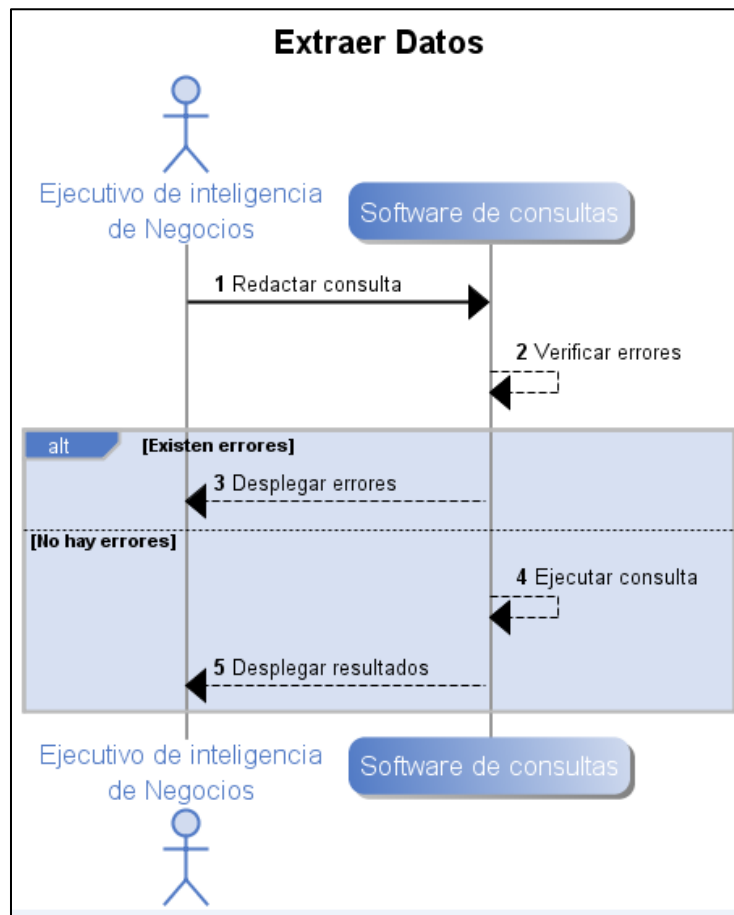 Extraer Datos
Ejecutivo de inteligencia
de Negocios
Software de consultas
1 Redactar consulta
2 Verificar errores
alt [Existen errores]
3 Desplegar errores
[No hay errores]
4 Ejecutar consulta
5 Desplegar resultados
Ejecutivo de inteligencia
de Negocios
Software de consultas